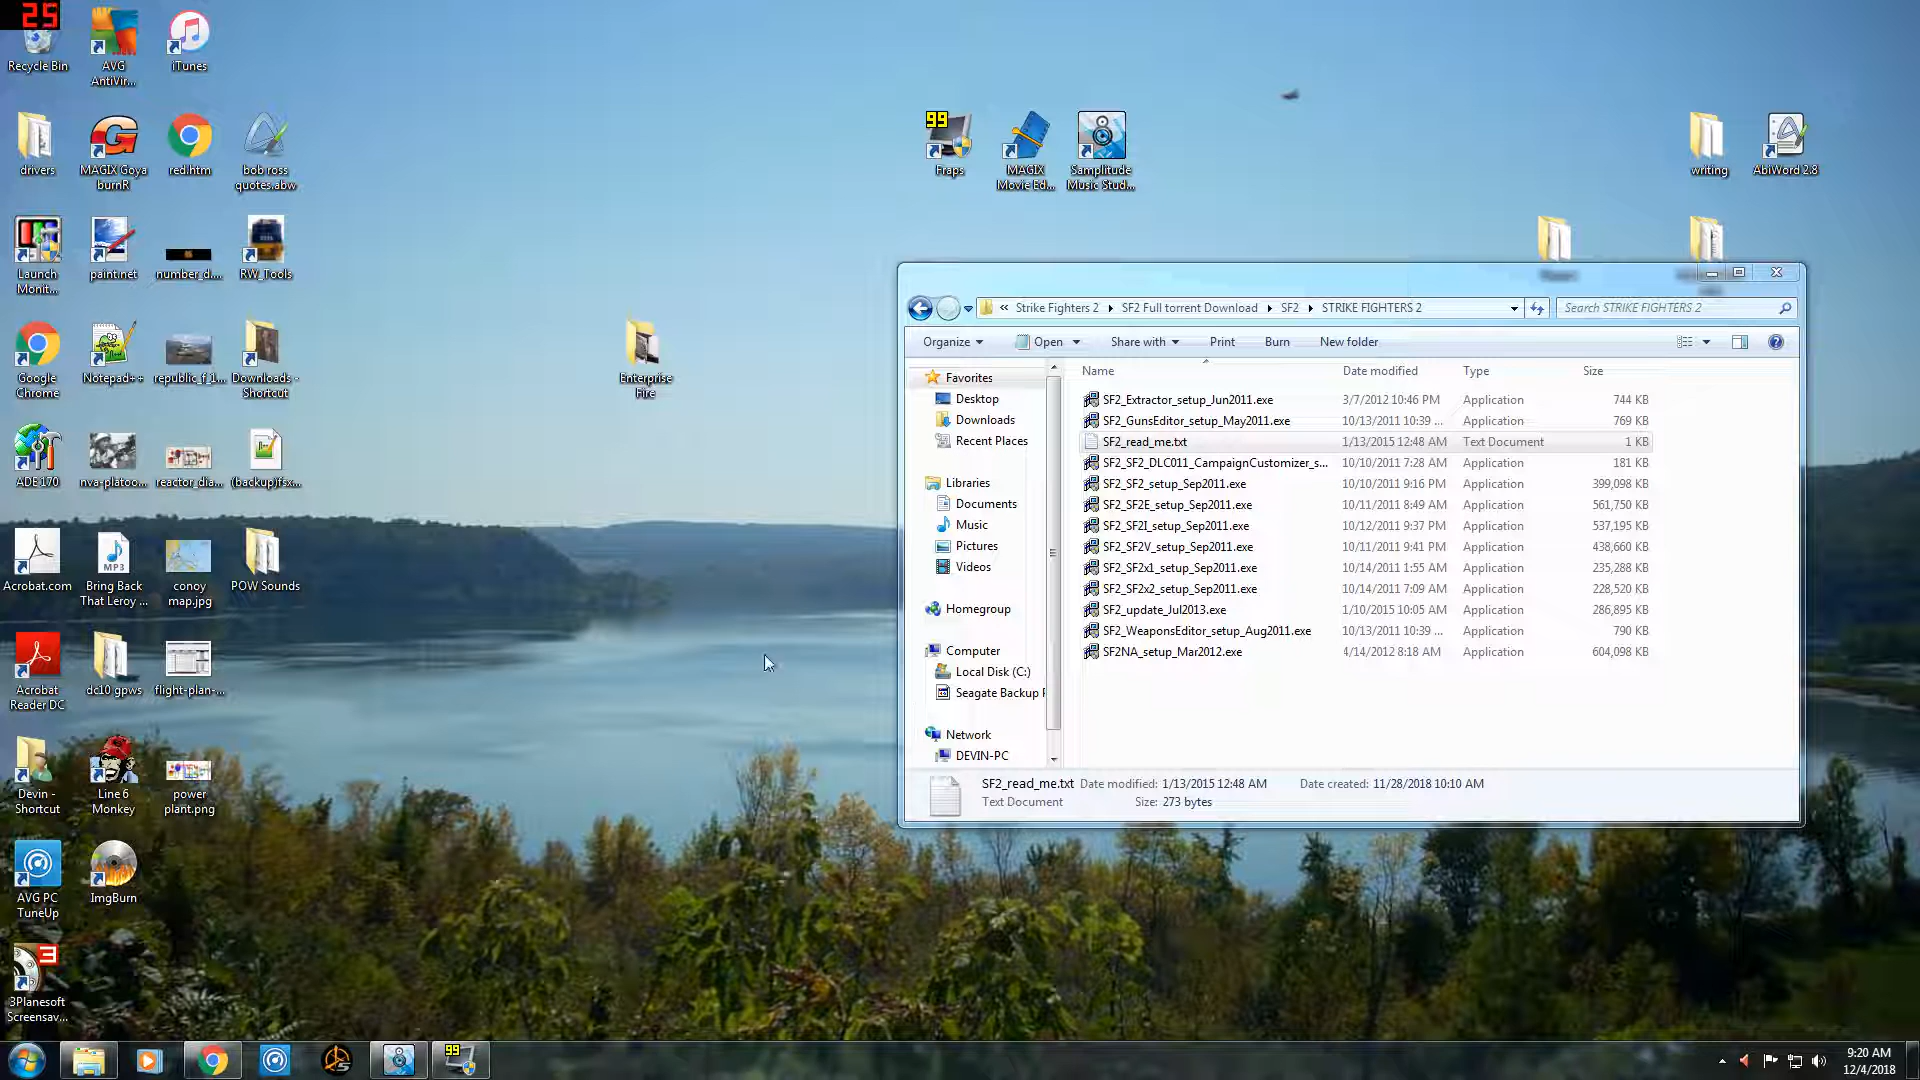 25
Recycle Bin
AVG
AntiVir...
iTunes
drivers
MAGIX Goya
burnR
red.htm
bob ross
quotes.abw
Launch
Monit...
paint.net
number_d...
RW_Tools
Google
Chrome
Notepad++
republic_f_1...
Downloads -
Shortcut
ADE 170
nva-platoo...
reactor_dia...
(backup)fsx...
Acrobat.com
Bring Back
That Leroy ...
conoy
map.jpg
POW Sounds
Acrobat
Reader DC
dc10 gpws
flight-plan-...
Devin -
Shortcut
Line 6
Monkey
power
plant.png
AVG PC
TuneUp
ImgBurn
3Planesoft
Screensav...
Enterprise
Fire
99
Fraps
MAGIX
Movie Ed...
Samplitude
Music Stud...
writing
AbiWord 2.8
« Strike Fighters 2 SF2 Full torrent Download SF2 STRIKE FIGHTERS 2
Search STRIKE FIGHTERS 2
Organize Open Share with Print Burn New folder
Favorites
Desktop
Downloads
Recent Places
Libraries
Documents
Music
Pictures
Videos
Homegroup
Computer
Local Disk (C:)
Seagate Backup
Network
DEVIN-PC
Name Date modified Type Size
SF2_Extractor_setup_Jun2011.exe 3/7/2012 10:46 PM Application 744 KB
SF2_GunsEditor_setup_May2011.exe 10/13/2011 10:39 ... Application 769 KB
SF2_read_me.txt 1/13/2015 12:48 AM Text Document 1 KB
SF2_SF2_DLC011_CampaignCustomizer_s... 10/10/2011 7:28 AM Application 181 KB
SF2_SF2_setup_Sep2011.exe 10/10/2011 9:16 PM Application 399,098 KB
SF2_SF2E_setup_Sep2011.exe 10/11/2011 8:49 AM Application 561,750 KB
SF2_SF2I_setup_Sep2011.exe 10/12/2011 9:37 PM Application 537,195 KB
SF2_SF2V_setup_Sep2011.exe 10/11/2011 9:41 PM Application 438,660 KB
SF2_SF2x1_setup_Sep2011.exe 10/14/2011 1:55 AM Application 235,288 KB
SF2_SF2x2_setup_Sep2011.exe 10/14/2011 7:09 AM Application 228,520 KB
SF2_update_Jul2013.exe 1/10/2015 10:05 AM Application 286,895 KB
SF2_WeaponsEditor_setup_Aug2011.exe 10/13/2011 10:39 ... Application 790 KB
SF2NA_setup_Mar2012.exe 4/14/2012 8:18 AM Application 604,098 KB
SF2_read_me.txt Date modified: 1/13/2015 12:48 AM Date created: 11/28/2018 10:10 AM
Text Document Size: 273 bytes
99
9:20 AM
12/4/2018